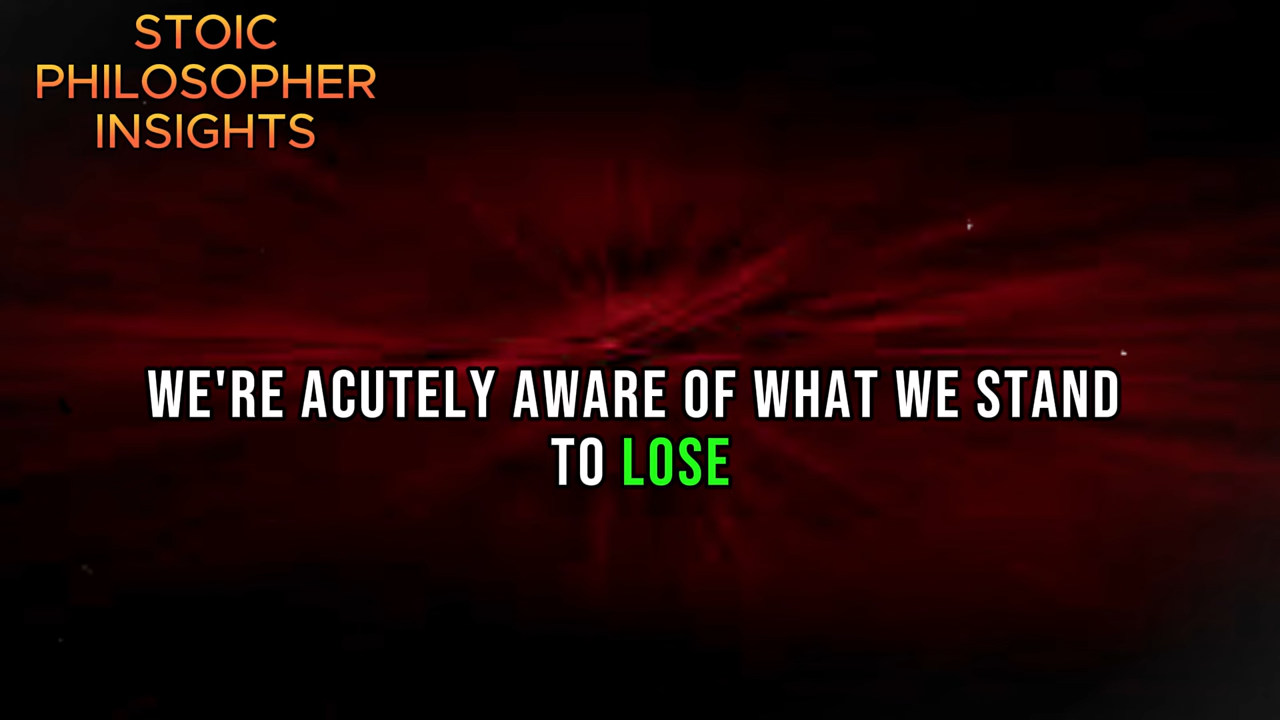 STOIC
PHILOSOPHER
INSIGHTS
WE'RE ACUTELY AWARE OF WHAT WE STAND
TO LOSE